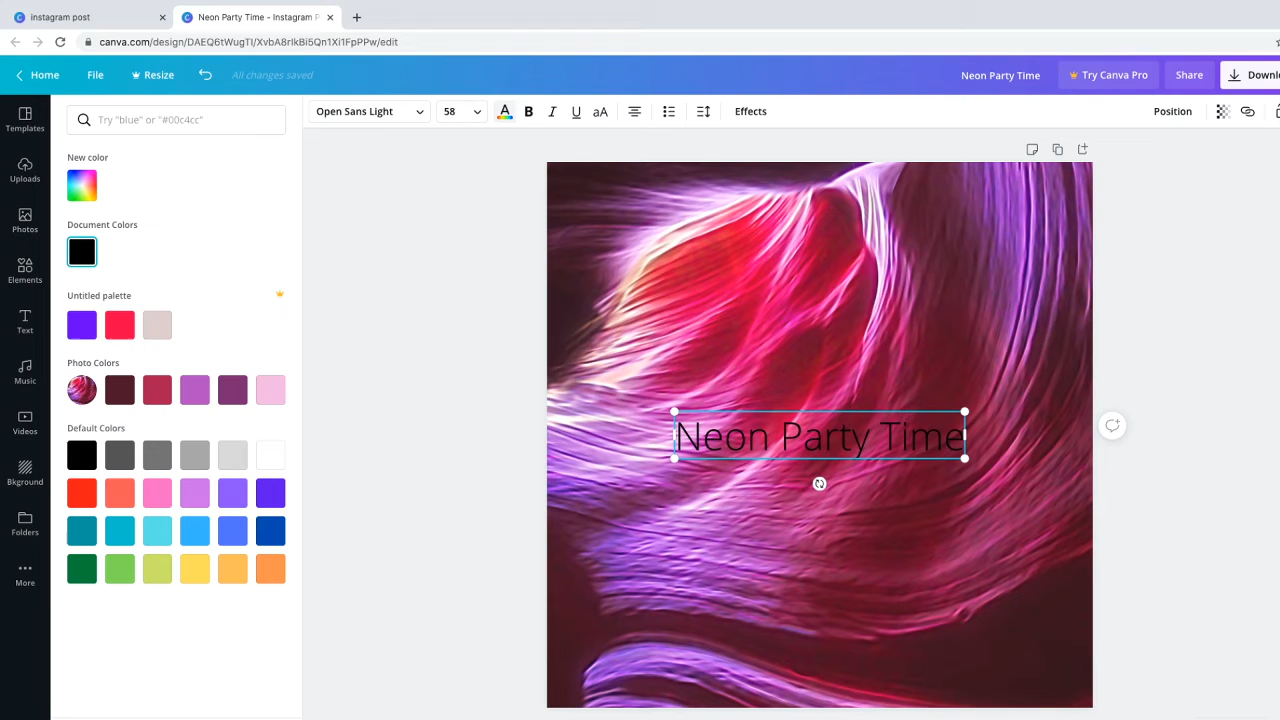 instagram post
Neon Party Time - Instagram P
canva.com/design/DAEQ6tWugTI/XvbA8rIkBi5Qn1Xi1FpPPw/edit
Home File Resize All changes saved Neon Party Time Try Canva Pro Share Downlo
Templates
Uploads
Photos
Elements
Text
Music
Videos
Bkground
Folders
More
Try "blue" or "#00c4cc"
New color
Document Colors
Untitled palette
Photo Colors
Default Colors
Open Sans Light 58 A B I U aA Effects Position
Neon Party Time